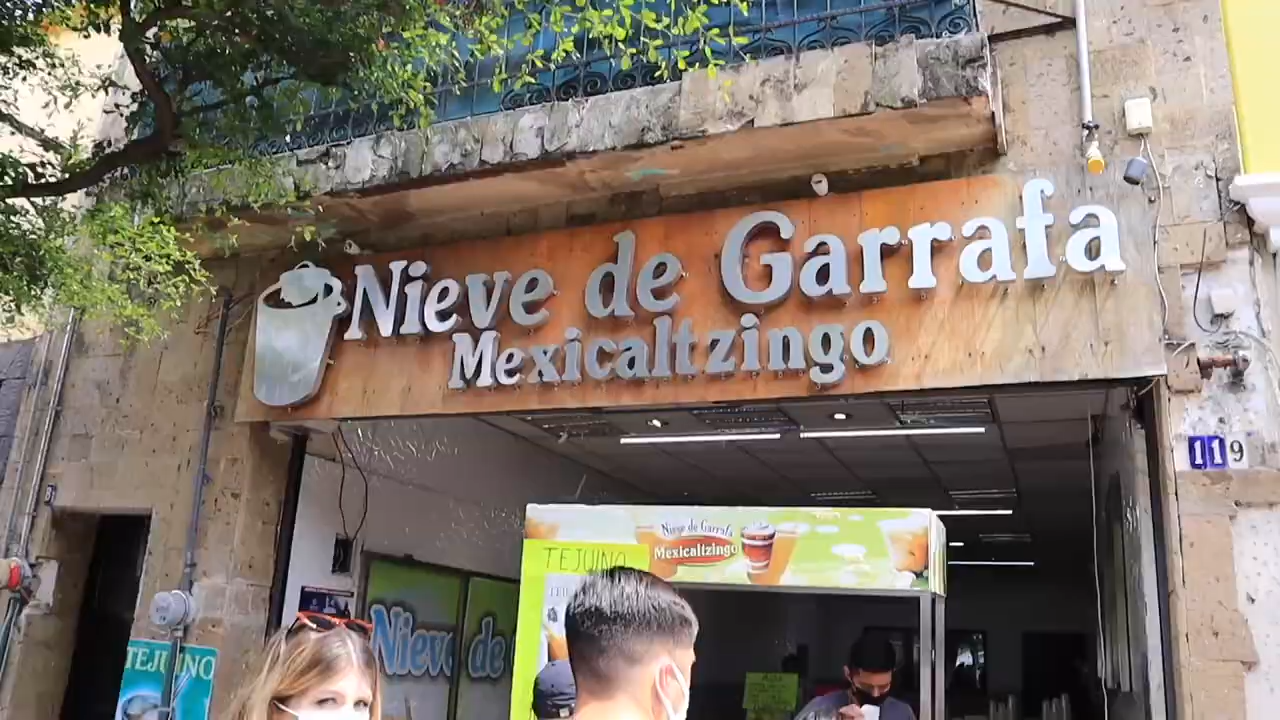 Nieve de Garrafa
Mexicaltzingo
119
Nieve de Garrafa
Mexicaltzingo
TEJUINO
Nieve de
TEJUINO